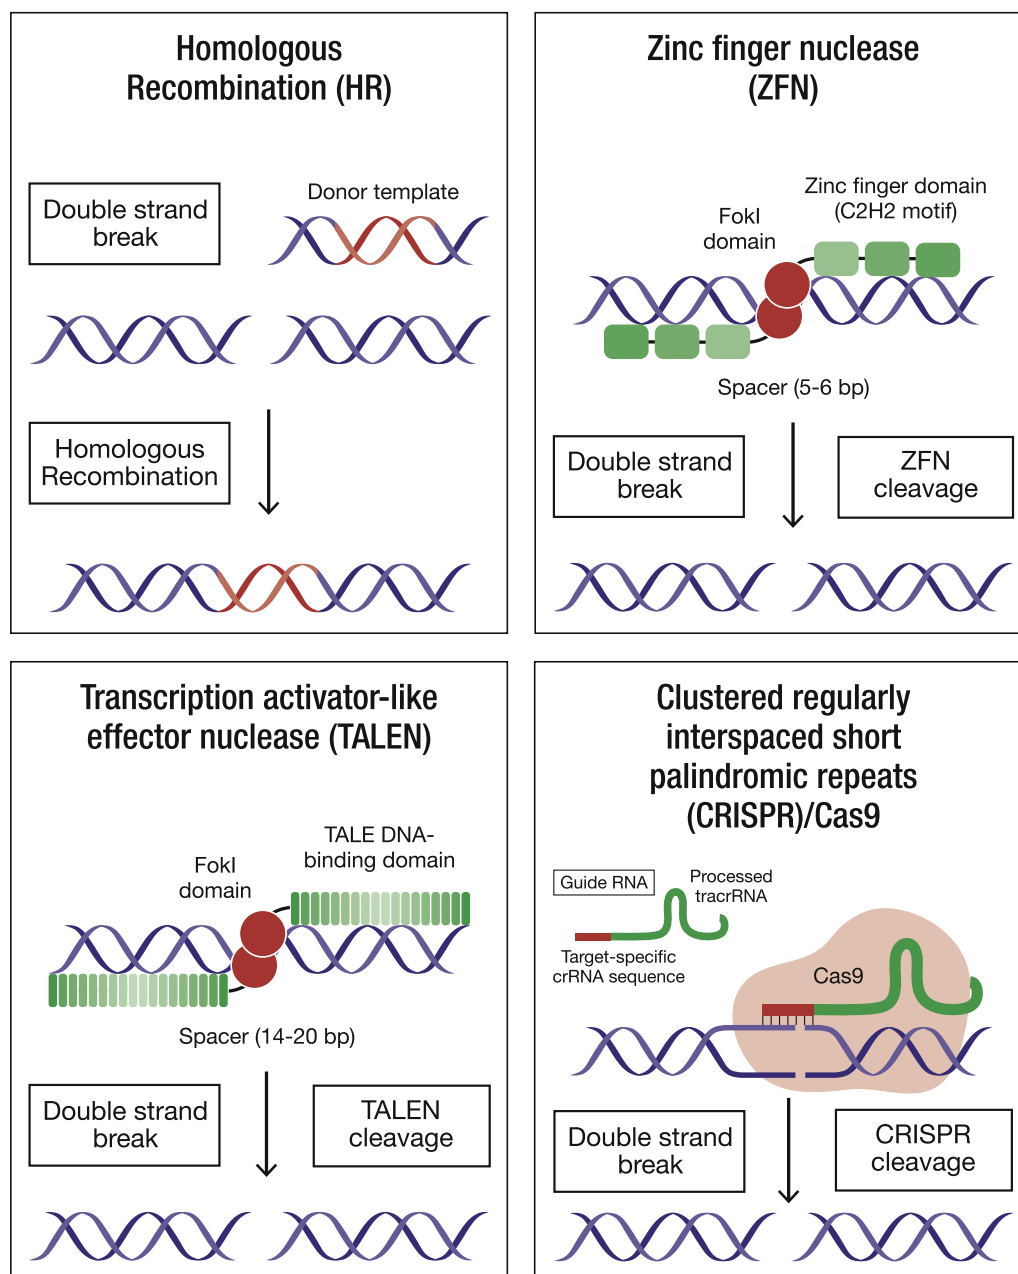 Homologous
Recombination (HR)
Double strand
break
Donor template
Homologous
Recombination
Zinc finger nuclease
(ZFN)
Zinc finger domain
(C2H2 motif)
FokI
domain
Spacer (5-6 bp)
Double strand
break
ZFN
cleavage
Transcription activator-like
effector nuclease (TALEN)
TALE DNA-
binding domain
FokI
domain
Spacer (14-20 bp)
Double strand
break
TALEN
cleavage
Clustered regularly
interspaced short
palindromic repeats
(CRISPR)/Cas9
Guide RNA
Processed
tracrRNA
Target-specific
crRNA sequence
Cas9
Double strand
break
CRISPR
cleavage